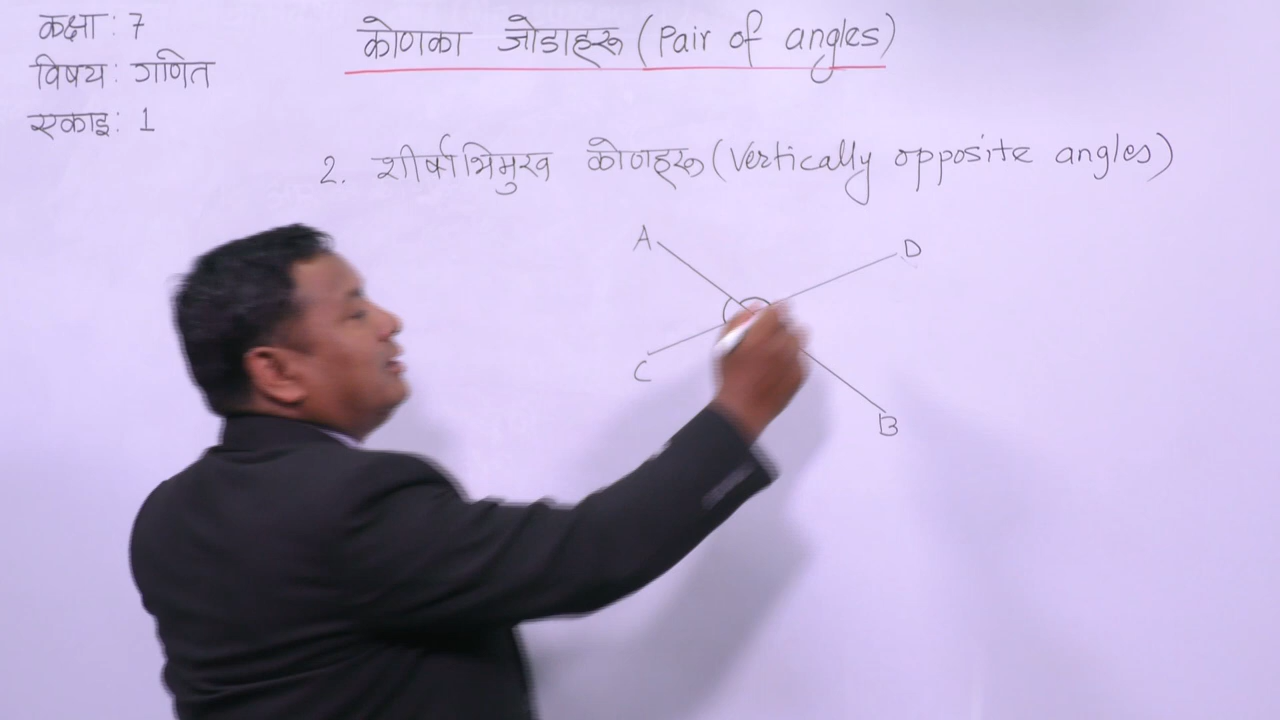 कक्षा : 7
विषय : गणित
एकाइ : 1
कोणका जोडाहरू (Pair of angles)
2. शीर्षाभिमुख कोणहरू (Vertically opposite angles)
A
D
C
B